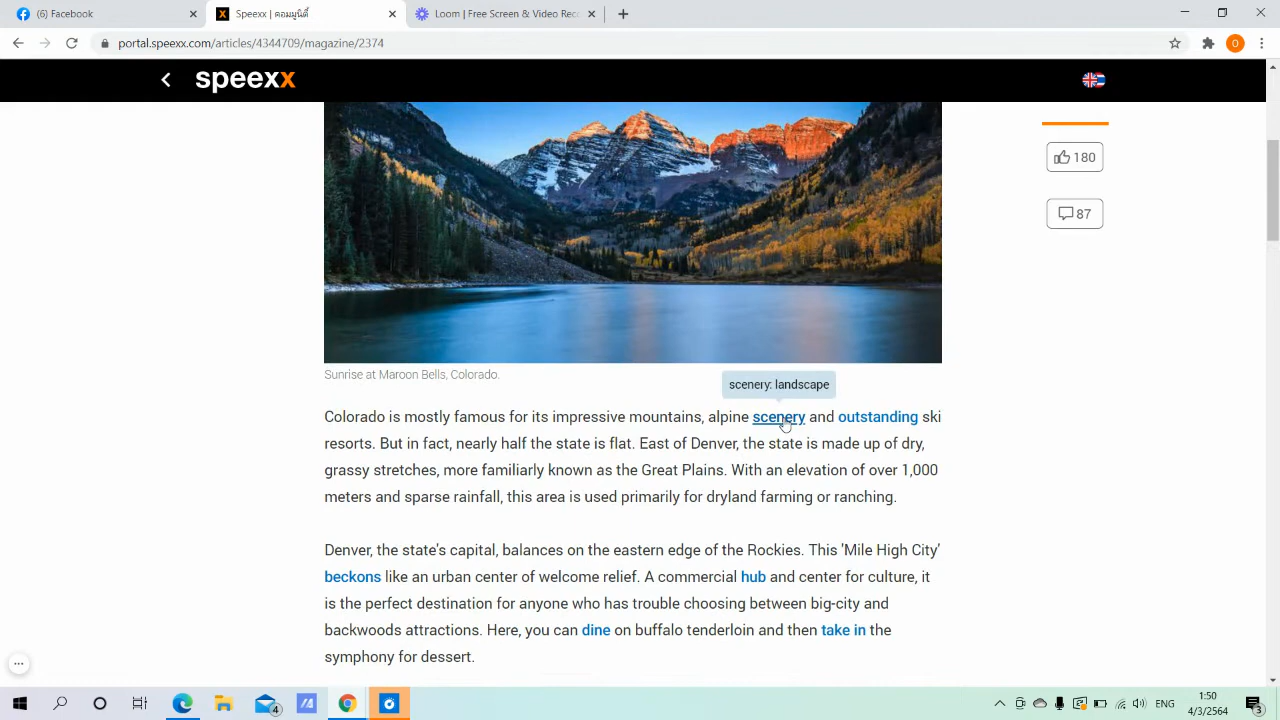 (6) Facebook
Speexx | คอมมูนิตี้
Loom | Free Screen & Video Rec
portal.speexx.com/articles/4344709/magazine/2374
O
speexx
180
87
Sunrise at Maroon Bells, Colorado.
scenery: landscape
Colorado is mostly famous for its impressive mountains, alpine scenery and outstanding ski
resorts. But in fact, nearly half the state is flat. East of Denver, the state is made up of dry,
grassy stretches, more familiarly known as the Great Plains. With an elevation of over 1,000
meters and sparse rainfall, this area is used primarily for dryland farming or ranching.
Denver, the state's capital, balances on the eastern edge of the Rockies. This 'Mile High City'
beckons like an urban center of welcome relief. A commercial hub and center for culture, it
is the perfect destination for anyone who has trouble choosing between big-city and
backwoods attractions. Here, you can dine on buffalo tenderloin and then take in the
symphony for dessert.
4
ENG
1:50
4/3/2564
3